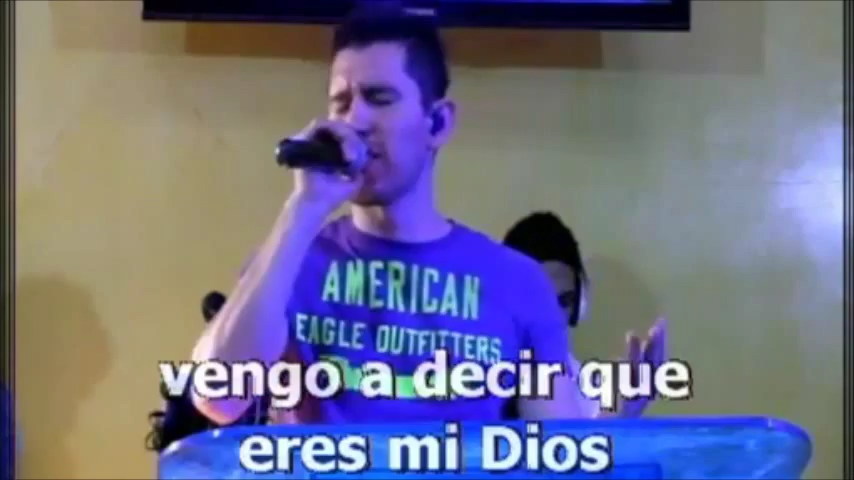 AMERICAN
EAGLE OUTFITTERS
vengo a decir que
eres mi Dios